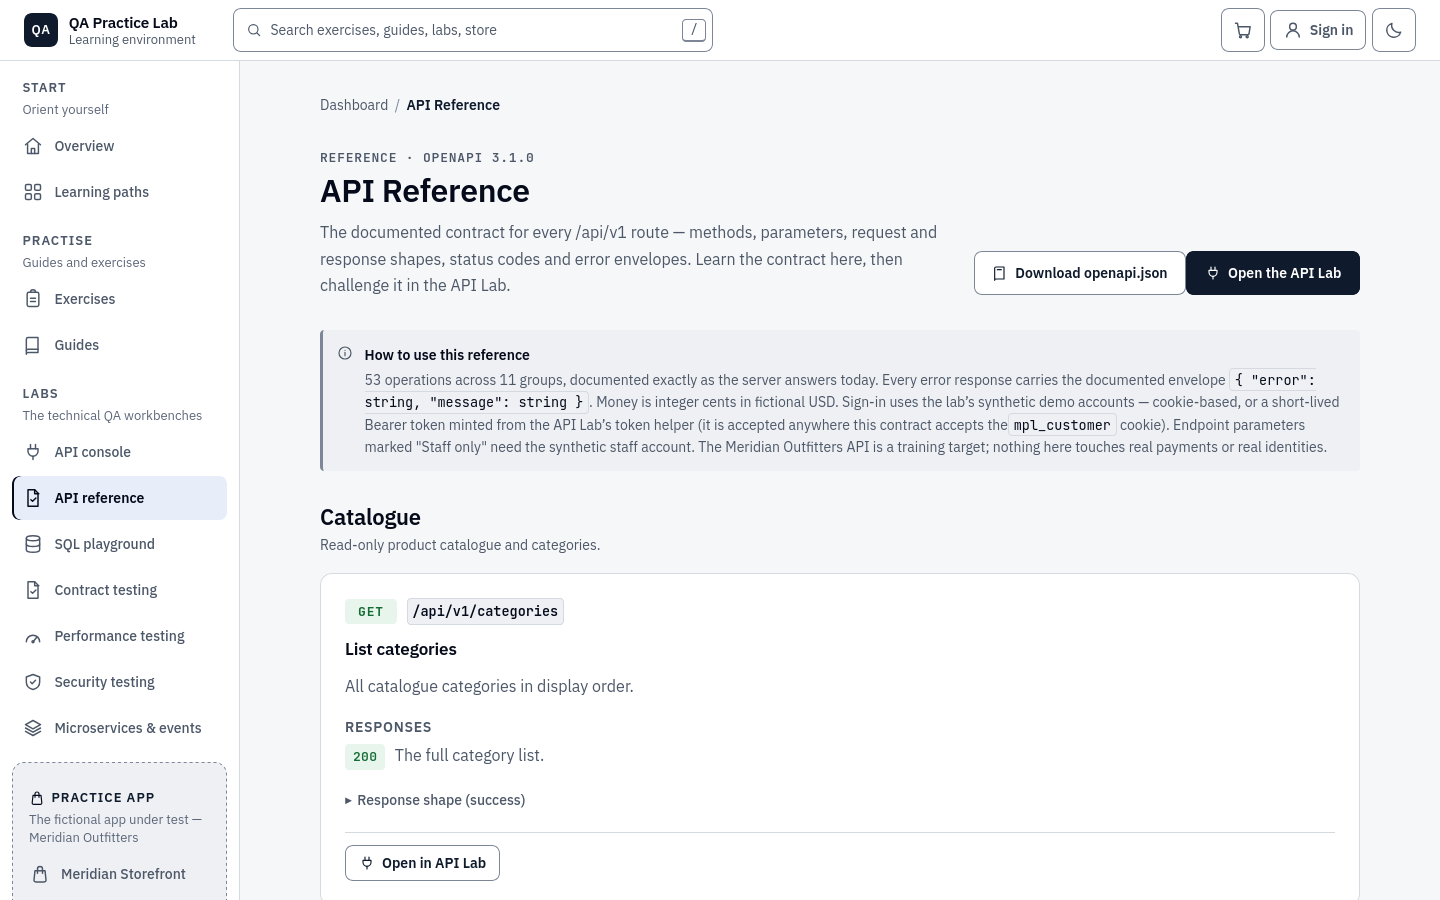 QA
QA Practice Lab
Learning environment
Search exercises, guides, labs, store
/
Sign in
START
Orient yourself
Overview
Learning paths
PRACTISE
Guides and exercises
Exercises
Guides
LABS
The technical QA workbenches
API console
API reference
SQL playground
Contract testing
Performance testing
Security testing
Microservices & events
PRACTICE APP
The fictional app under test —
Meridian Outfitters
Meridian Storefront
Dashboard / API Reference
REFERENCE · OPENAPI 3.1.0
API Reference
The documented contract for every /api/v1 route — methods, parameters, request and
response shapes, status codes and error envelopes. Learn the contract here, then
challenge it in the API Lab.
Download openapi.json
Open the API Lab
How to use this reference
53 operations across 11 groups, documented exactly as the server answers today. Every error response carries the documented envelope { "error":
string, "message": string }. Money is integer cents in fictional USD. Sign-in uses the lab's synthetic demo accounts — cookie-based, or a short-lived
Bearer token minted from the API Lab's token helper (it is accepted anywhere this contract accepts the mpl_customer cookie). Endpoint parameters
marked "Staff only" need the synthetic staff account. The Meridian Outfitters API is a training target; nothing here touches real payments or real identities.
Catalogue
Read-only product catalogue and categories.
GET /api/v1/categories
List categories
All catalogue categories in display order.
RESPONSES
200 The full category list.
Response shape (success)
Open in API Lab